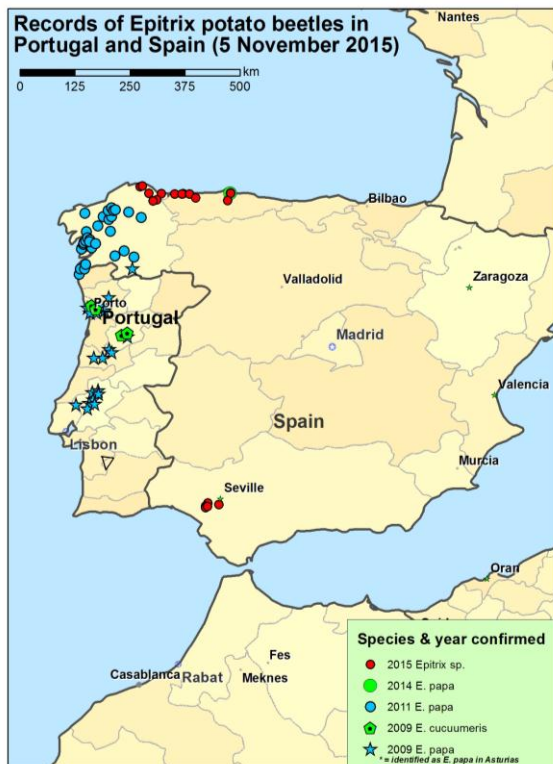 Records of Epitrix potato beetles in
Portugal and Spain (5 November 2015)
km
0 125 250 375 500
Nantes
Bilbao
Valladolid
Zaragoza
Porto
Portugal
Madrid
Valencia
Spain
Lisbon
Murcia
Seville
Oran
Fes
Casablanca
Rabat
Meknes
Species & year confirmed
2015 Epitrix sp.
2014 E. papa
2011 E. papa
2009 E. cucuumeris
2009 E. papa
* = identified as E. papa in Asturias